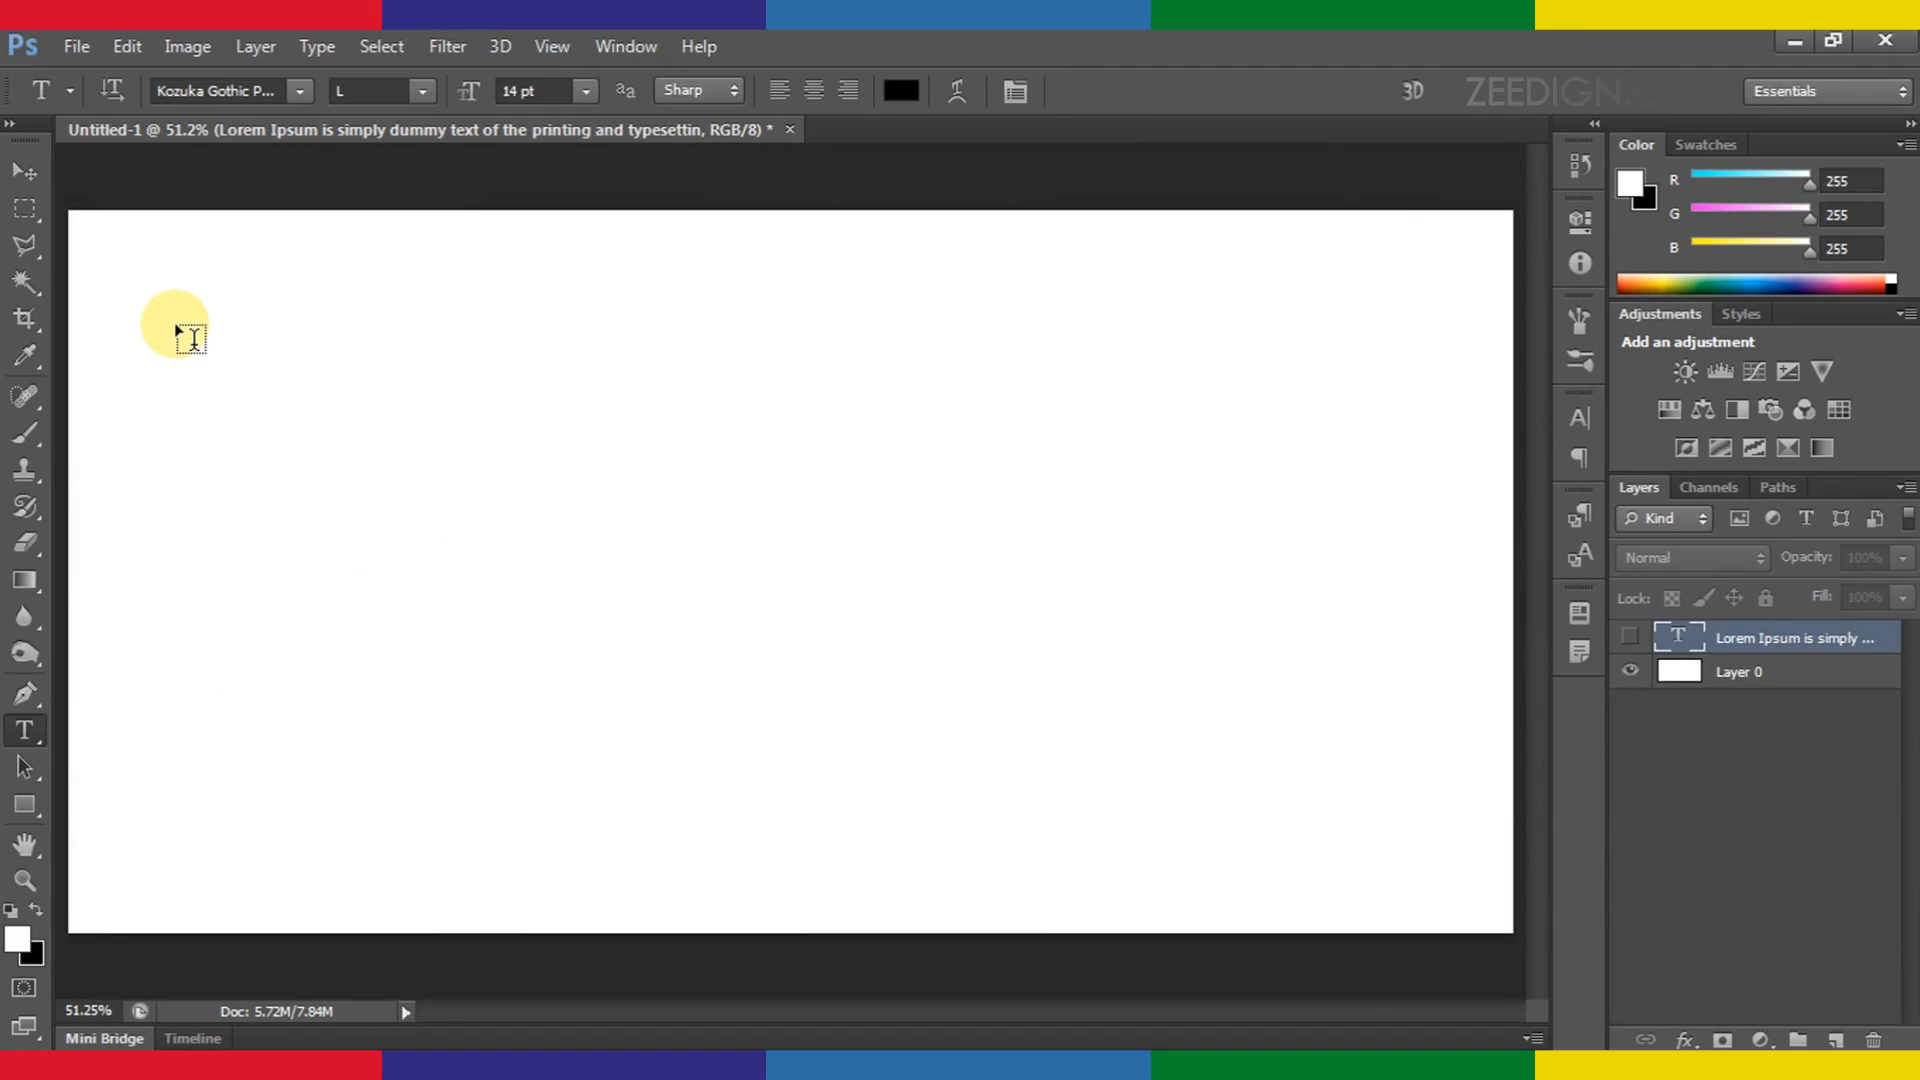 Ps File Edit Image Layer Type Select Filter 3D View Window Help
T Kozuka Gothic P... L 14 pt aa Sharp 3D ZEEDIGN. Essentials
Untitled-1 @ 51.2% (Lorem Ipsum is simply dummy text of the printing and typesettin, RGB/8) * ×
Color Swatches
R 255
G 255
B 255
Adjustments Styles
Add an adjustment
Layers Channels Paths
Kind
Normal Opacity: 100%
Lock: Fill: 100%
T Lorem Ipsum is simply ...
Layer 0
51.25% Doc: 5.72M/7.84M
Mini Bridge Timeline
fx